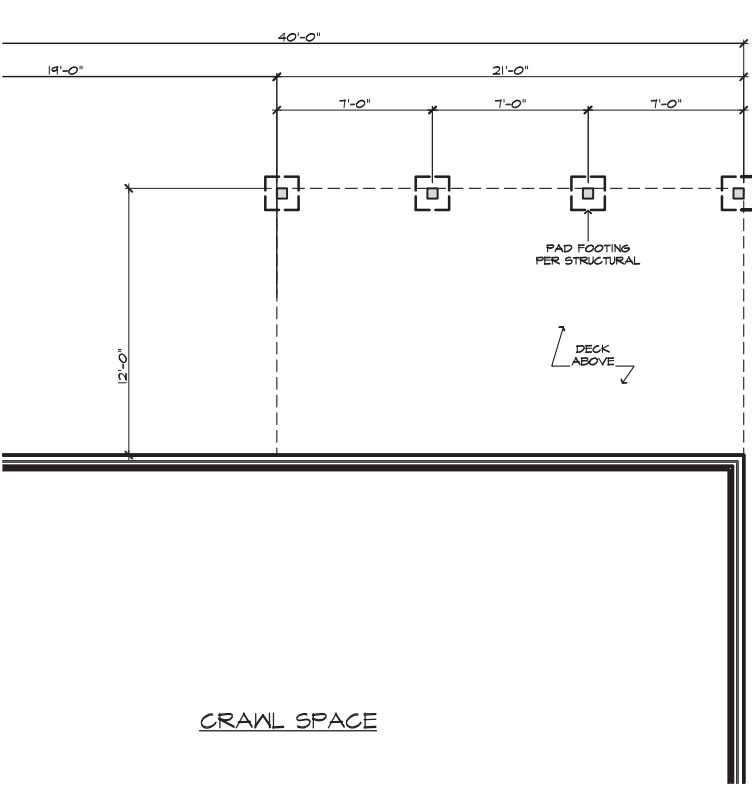 40'-0"
19'-0"
21'-0"
7'-0"
7'-0"
7'-0"
PAD FOOTING
PER STRUCTURAL
12'-0"
DECK
ABOVE
CRAWL SPACE